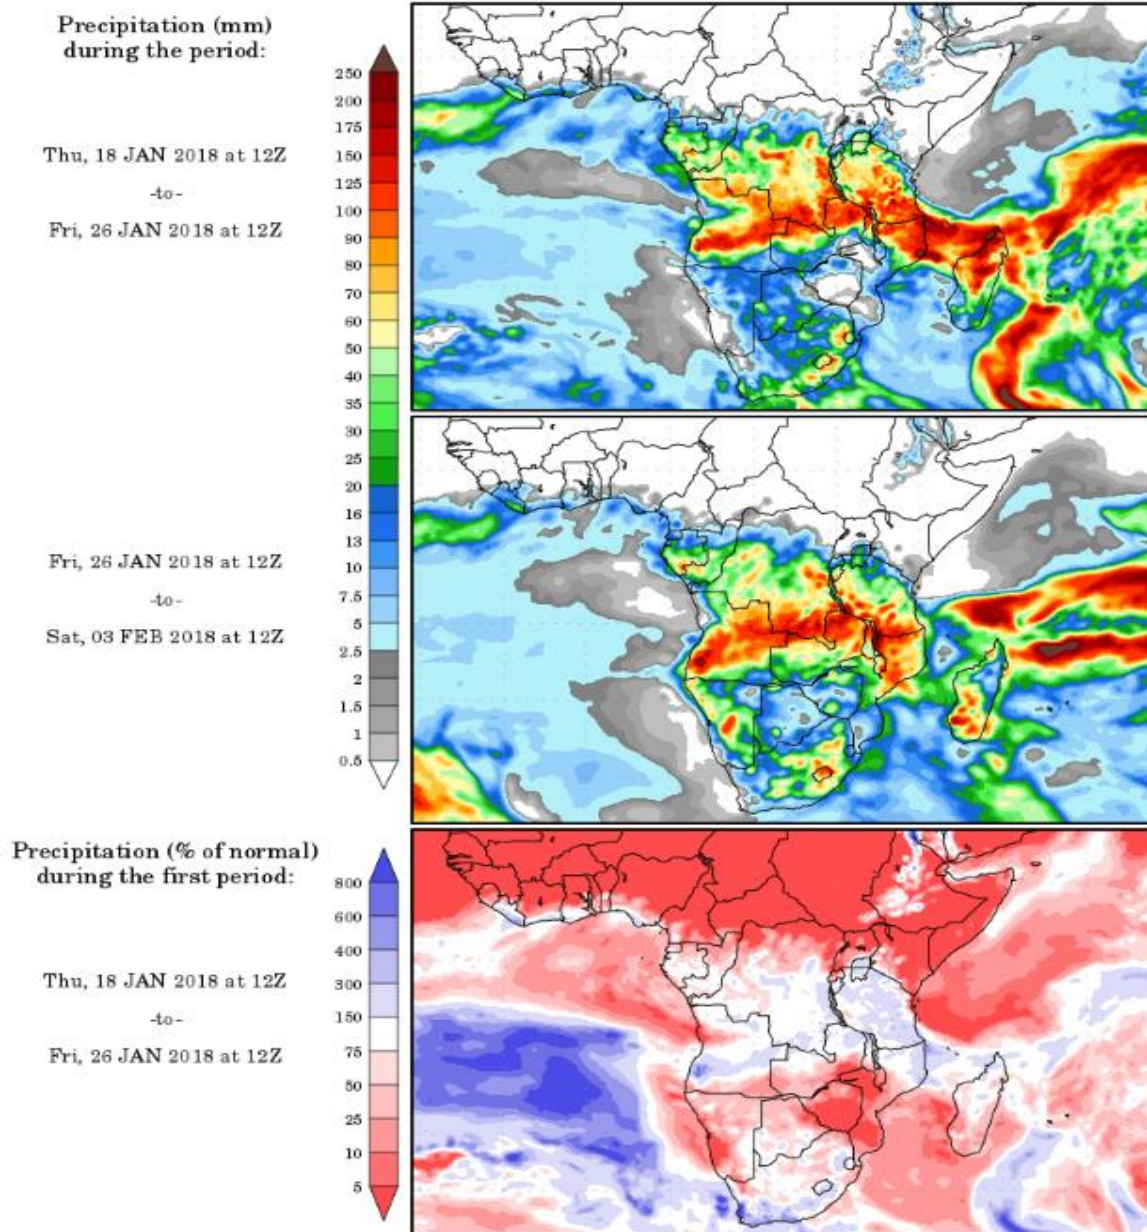 Precipitation (mm)
during the period:
Thu, 18 JAN 2018 at 12Z
-to-
Fri, 26 JAN 2018 at 12Z
250
200
175
150
125
100
90
80
70
60
50
40
35
30
25
20
16
13
10
7.5
5
2.5
2
1.5
1
0.5
Fri, 26 JAN 2018 at 12Z
-to-
Sat, 03 FEB 2018 at 12Z
Precipitation (% of normal)
during the first period:
Thu, 18 JAN 2018 at 12Z
-to-
Fri, 26 JAN 2018 at 12Z
800
600
400
300
150
75
50
25
10
5